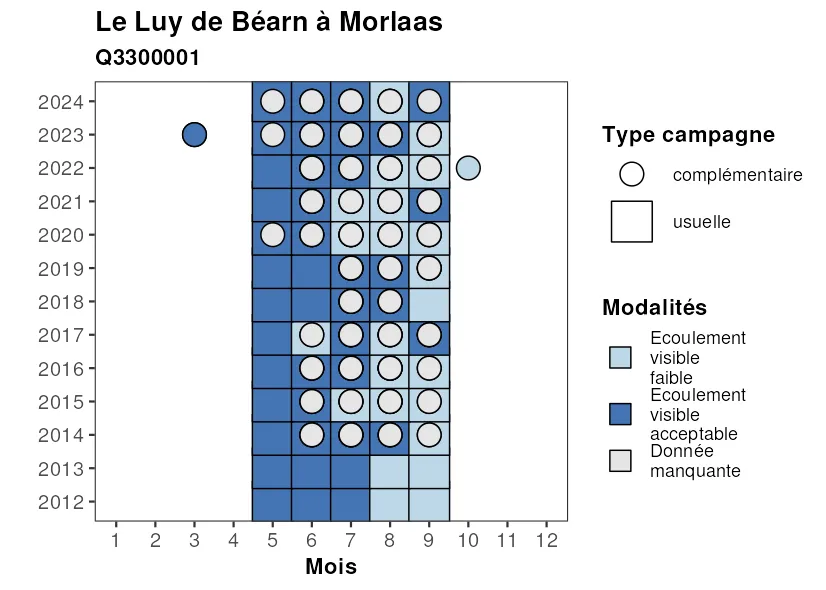 Le Luy de Béarn à Morlaas
Q3300001
2024
2023
2022
2021
2020
2019
2018
2017
2016
2015
2014
2013
2012
1 2 3 4 5 6 7 8 9 10 11 12
Mois
Type campagne
complémentaire
usuelle
Modalités
Ecoulement
visible
faible
Ecoulement
visible
acceptable
Donnée
manquante